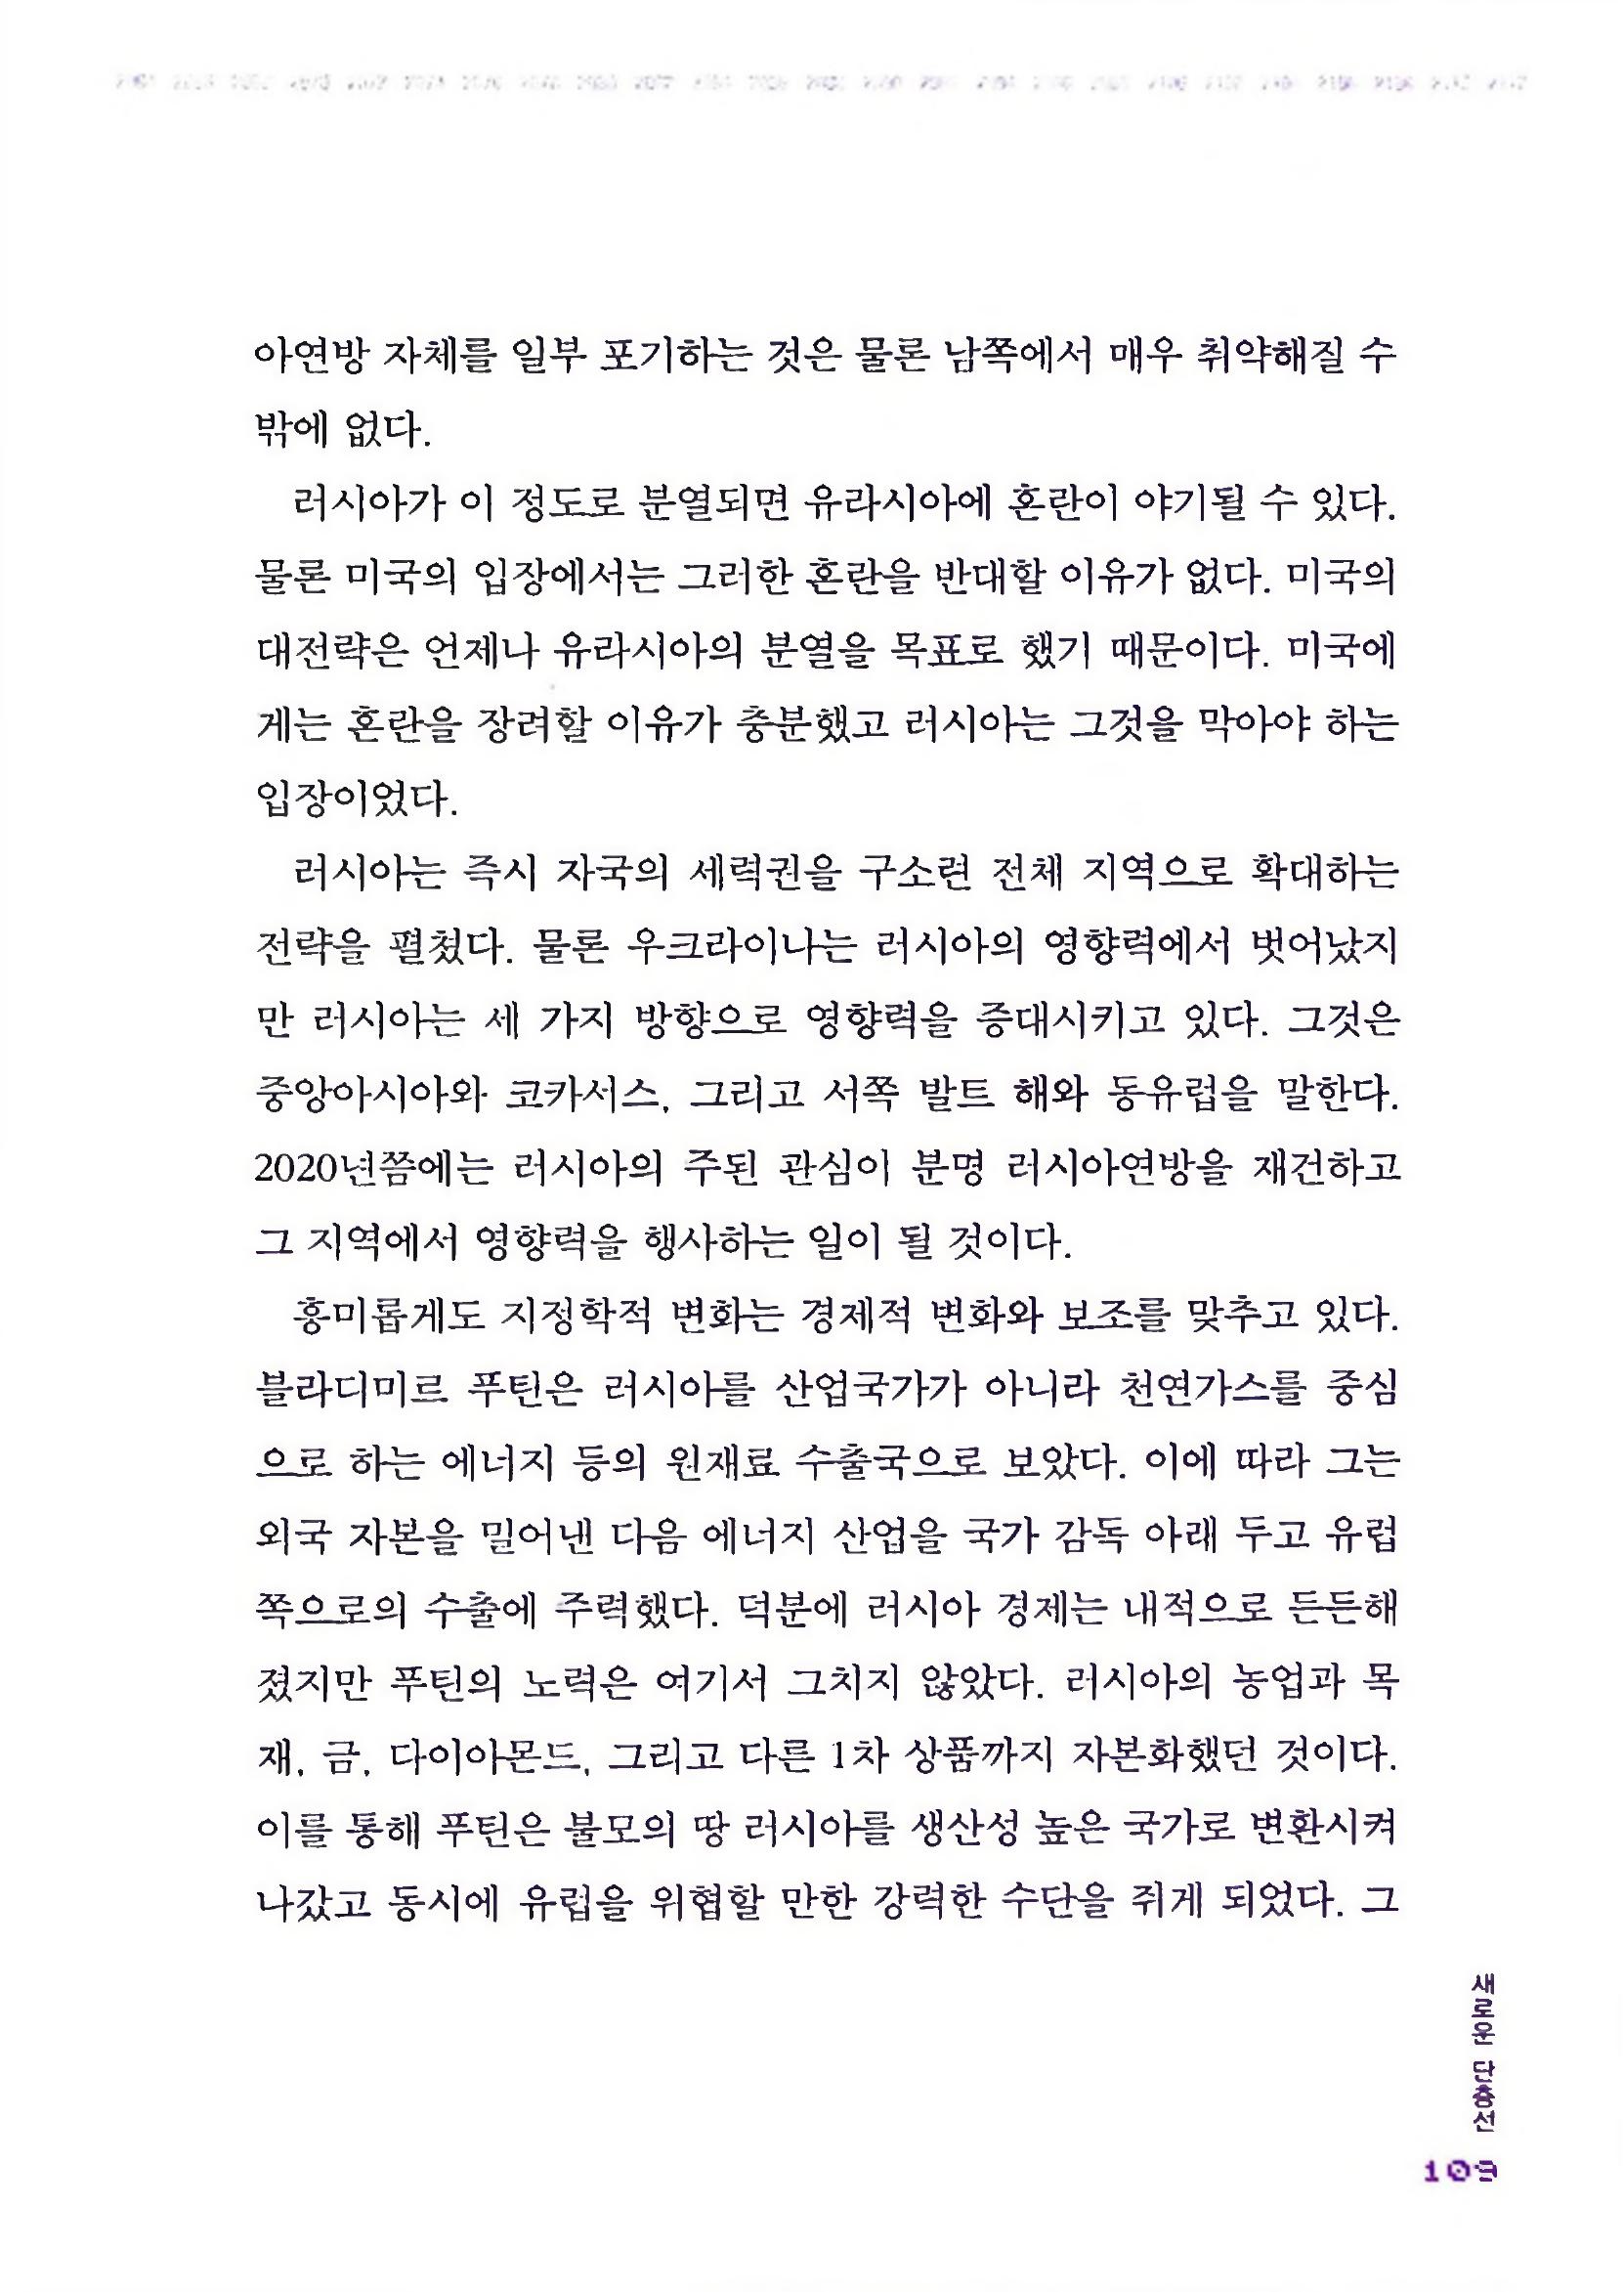 아연방 자체를 일부 포기하는 것은 물론 남쪽에서 매우 취약해질 수
밖에 없다.
러시아가 이 정도로 분열되면 유라시아에 혼란이 야기될 수 있다.
물론 미국의 입장에서는 그러한 혼란을 반대할 이유가 없다. 미국의
대전략은 언제나 유라시아의 분열을 목표로 했기 때문이다. 미국에
게는 혼란을 장려할 이유가 충분했고 러시아는 그것을 막아야 하는
입장이었다.
러시아는 즉시 자국의 세력권을 구소련 전체 지역으로 확대하는
전략을 펼쳤다. 물론 우크라이나는 러시아의 영향력에서 벗어났지
만 러시아는 세 가지 방향으로 영향력을 증대시키고 있다. 그것은
중앙아시아와 코카서스, 그리고 서쪽 발트 해와 동유럽을 말한다.
2020년쯤에는 러시아의 주된 관심이 분명 러시아연방을 재건하고
그 지역에서 영향력을 행사하는 일이 될 것이다.
흥미롭게도 지정학적 변화는 경제적 변화와 보조를 맞추고 있다.
블라디미르 푸틴은 러시아를 산업국가가 아니라 천연가스를 중심
으로 하는 에너지 등의 원재료 수출국으로 보았다. 이에 따라 그는
외국 자본을 밀어낸 다음 에너지 산업을 국가 감독 아래 두고 유럽
쪽으로의 수출에 주력했다. 덕분에 러시아 경제는 내적으로 든든해
졌지만 푸틴의 노력은 여기서 그치지 않았다. 러시아의 농업과 목
재, 금, 다이아몬드, 그리고 다른 1차 상품까지 자본화했던 것이다.
이를 통해 푸틴은 불모의 땅 러시아를 생산성 높은 국가로 변환시켜
나갔고 동시에 유럽을 위협할 만한 강력한 수단을 쥐게 되었다. 그
새로운 단층선
109